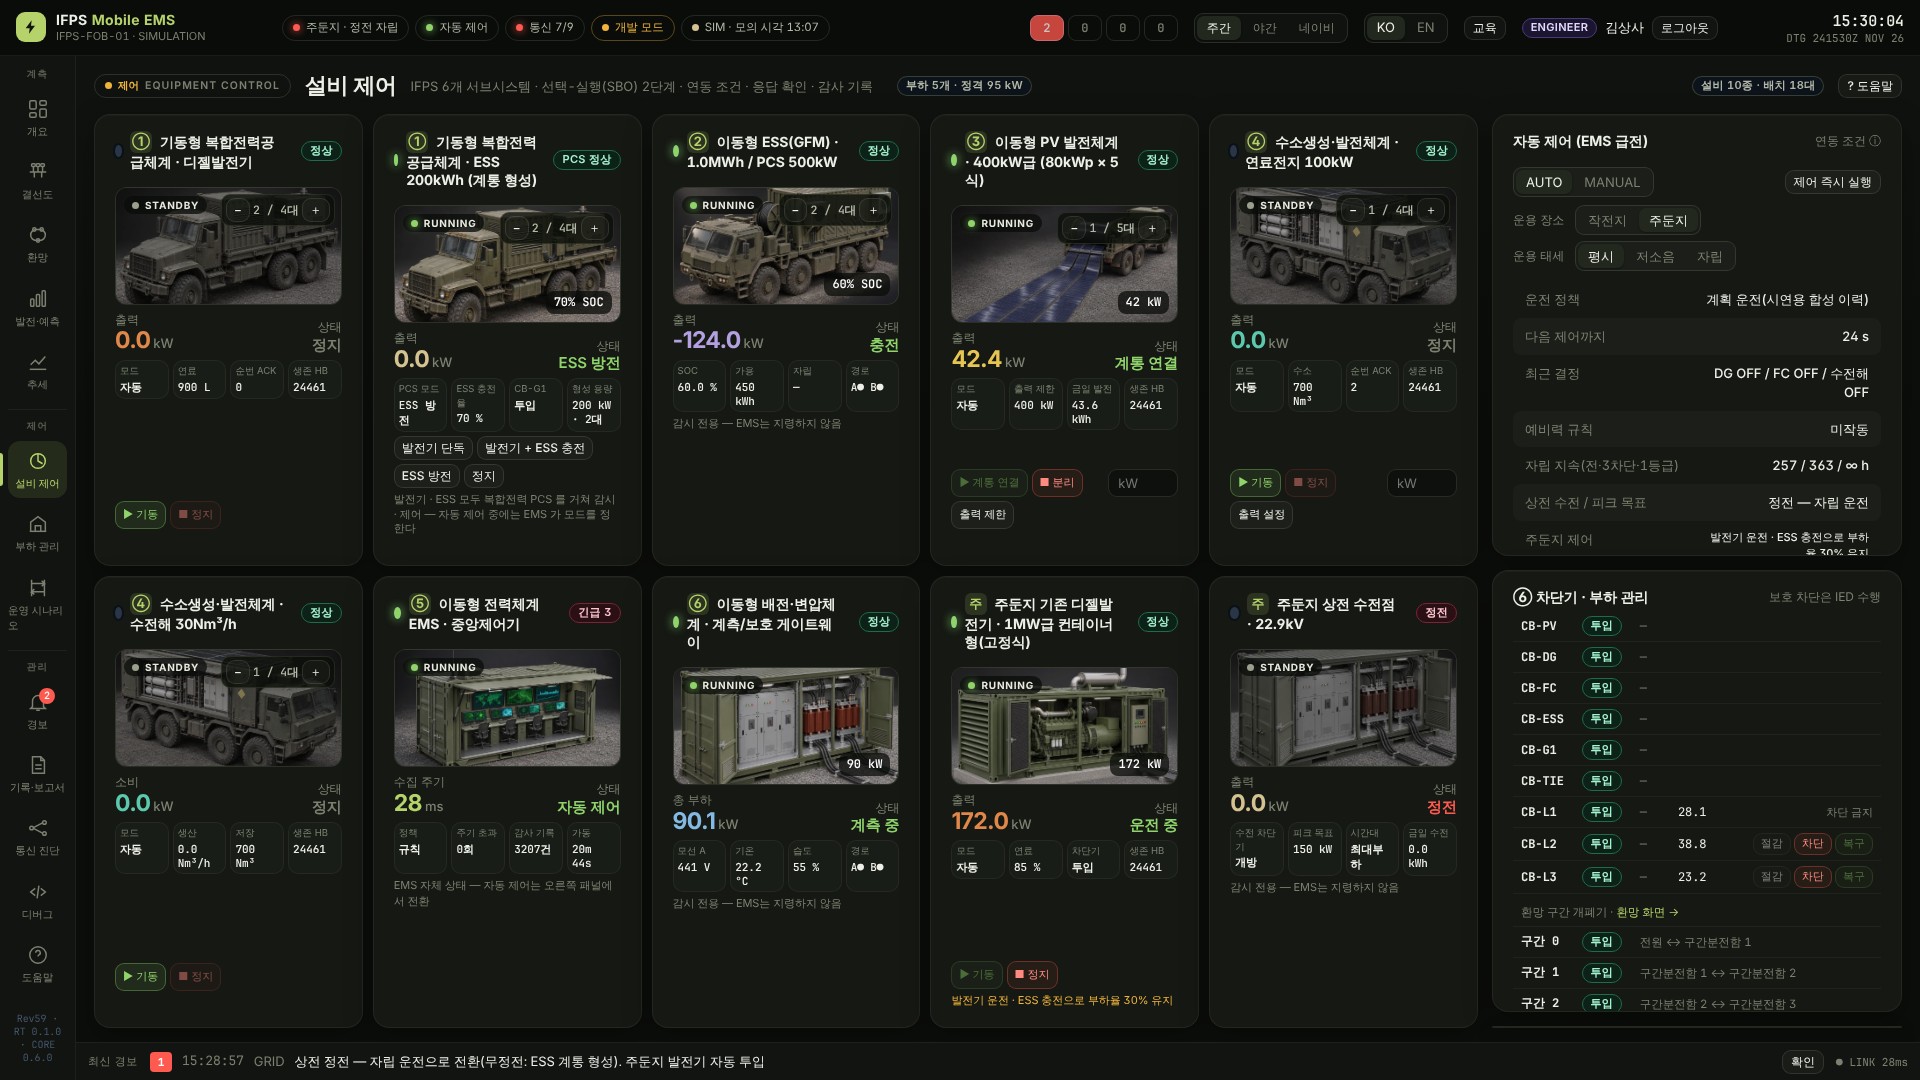 IFPS Mobile EMS
IFPS-FOB-01 · SIMULATION
주둔지 · 정전 자립
자동 제어
통신 7/9
개발 모드
SIM · 모의 시각 13:07
2 0 0 0
주간 야간 네이비
KO EN
교육
ENGINEER 김상사 로그아웃
15:30:04
DTG 241530Z NOV 26
계측
개요
결선도
환망
발전·예측
추세
제어
설비 제어
부하 관리
운영 시나리
오
관리
2
경보
기록·보고서
통신 진단
디버그
도움말
Rev59 ·
RT 0.1.0
· CORE
0.6.0
제어 EQUIPMENT CONTROL
설비 제어
IFPS 6개 서브시스템 · 선택-실행(SBO) 2단계 · 연동 조건 · 응답 확인 · 감사 기록
부하 5개 · 정격 95 kW
설비 10종 · 배치 18대
? 도움말
① 기동형 복합전력공
급체계 · 디젤발전기
정상
STANDBY
− 2 / 4대 +
출력
0.0 kW
상태
정지
모드
자동
연료
900 L
순번 ACK
0
생존 HB
24461
▶ 기동
■ 정지
① 기동형 복합전력
공급체계 · ESS
200kWh (계통 형성)
PCS 정상
RUNNING
− 2 / 4대 +
70% SOC
출력
0.0 kW
상태
ESS 방전
PCS 모드
ESS 방
전
ESS 충전
율
70 %
CB-G1
투입
형성 용량
200 kW
· 2대
발전기 단독
발전기 + ESS 충전
ESS 방전
정지
발전기 · ESS 모두 복합전력 PCS 를 거쳐 감시
· 제어 — 자동 제어 중에는 EMS 가 모드를 정
한다
② 이동형 ESS(GFM) ·
1.0MWh / PCS 500kW
정상
RUNNING
− 2 / 4대 +
60% SOC
출력
-124.0 kW
상태
충전
SOC
60.0 %
가용
450
kWh
자립
—
경로
A● B●
감시 전용 — EMS는 지령하지 않음
③ 이동형 PV 발전체계
· 400kW급 (80kWp × 5
식)
정상
RUNNING
− 1 / 5대 +
42 kW
출력
42.4 kW
상태
계통 연결
모드
자동
출력 제한
400 kW
금일 발전
43.6
kWh
생존 HB
24461
▶ 계통 연결
■ 분리
kW
출력 제한
④ 수소생성·발전체계 ·
연료전지 100kW
정상
STANDBY
− 1 / 4대 +
출력
0.0 kW
상태
정지
모드
자동
수소
700
Nm³
순번 ACK
2
생존 HB
24461
▶ 기동
■ 정지
kW
출력 설정
④ 수소생성·발전체계 ·
수전해 30Nm³/h
정상
STANDBY
− 1 / 4대 +
소비
0.0 kW
상태
정지
모드
자동
생산
0.0
Nm³/h
저장
700
Nm³
생존 HB
24461
▶ 기동
■ 정지
⑤ 이동형 전력체계
EMS · 중앙제어기
긴급 3
RUNNING
수집 주기
28 ms
상태
자동 제어
정책
규칙
주기 초과
0회
감사 기록
3207건
가동
20m
44s
EMS 자체 상태 — 자동 제어는 오른쪽 패널에
서 전환
⑥ 이동형 배전·변압체
계 · 계측/보호 게이트웨
이
정상
RUNNING
90 kW
총 부하
90.1 kW
상태
계측 중
모선 A
441 V
기온
22.2
°C
습도
55 %
경로
A● B●
감시 전용 — EMS는 지령하지 않음
주 주둔지 기존 디젤발
전기 · 1MW급 컨테이너
형(고정식)
정상
RUNNING
172 kW
출력
172.0 kW
상태
운전 중
모드
자동
연료
85 %
차단기
투입
생존 HB
24461
▶ 기동
■ 정지
발전기 운전 · ESS 충전으로 부하율 30% 유지
주 주둔지 상전 수전점
· 22.9kV
정전
STANDBY
출력
0.0 kW
상태
정전
수전 차단
기
개방
피크 목표
150 kW
시간대
최대부
하
금일 수전
0.0
kWh
감시 전용 — EMS는 지령하지 않음
자동 제어 (EMS 급전)
연동 조건 ⓘ
AUTO MANUAL
제어 즉시 실행
운용 장소 작전지 주둔지
운용 태세 평시 저소음 자립
운전 정책 계획 운전(시연용 합성 이력)
다음 제어까지 24 s
최근 결정 DG OFF / FC OFF / 수전해
OFF
예비력 규칙 미작동
자립 지속(전·3차단·1등급) 257 / 363 / ∞ h
상전 수전 / 피크 목표 정전 — 자립 운전
주둔지 제어 발전기 운전 · ESS 충전으로 부하
율 30% 유지
⑥ 차단기 · 부하 관리
보호 차단은 IED 수행
CB-PV 투입 —
CB-DG 투입 —
CB-FC 투입 —
CB-ESS 투입 —
CB-G1 투입 —
CB-TIE 투입 —
CB-L1 투입 — 28.1 차단 금지
CB-L2 투입 — 38.8 절감 차단 복구
CB-L3 투입 — 23.2 절감 차단 복구
환망 구간 개폐기 · 환망 화면 →
구간 0 투입 전원 ↔ 구간분전함 1
구간 1 투입 구간분전함 1 ↔ 구간분전함 2
구간 2 투입 구간분전함 2 ↔ 구간분전함 3
최신 경보 1 15:28:57 GRID 상전 정전 — 자립 운전으로 전환(무정전: ESS 계통 형성). 주둔지 발전기 자동 투입
확인
LINK 28ms